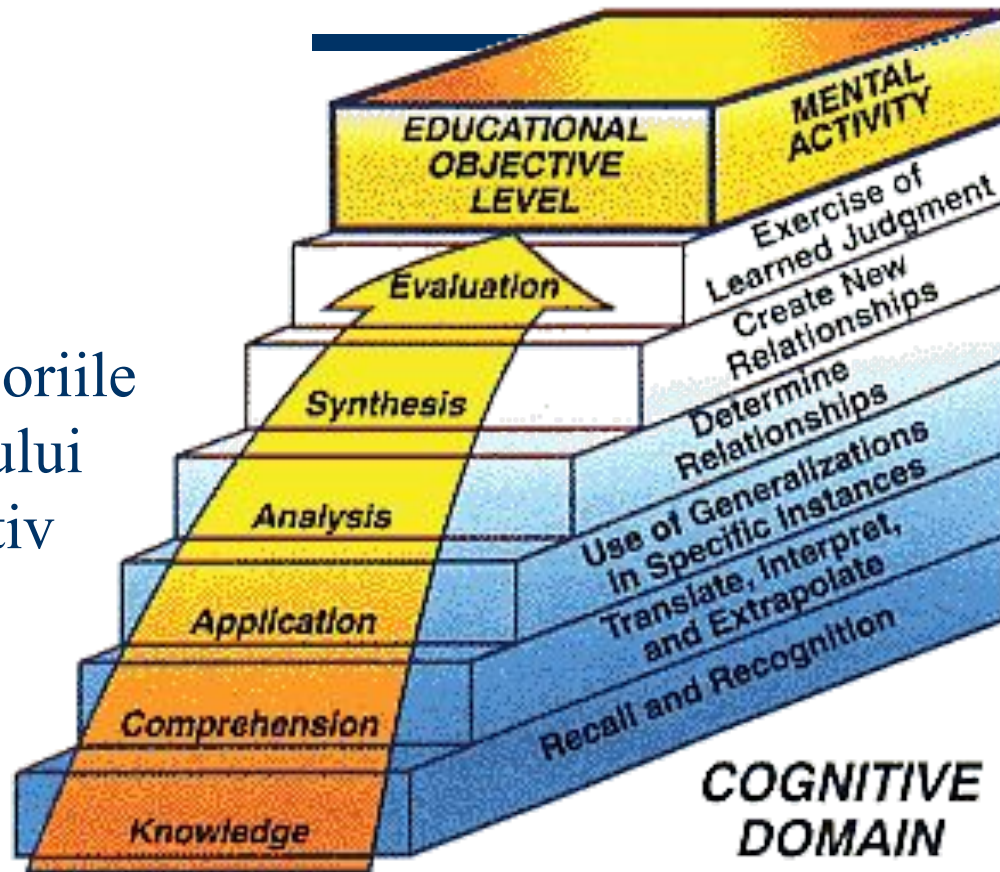 EDUCATIONAL
OBJECTIVE
LEVEL
MENTAL
ACTIVITY
Evaluation
Exercise of
Learned Judgment
Synthesis
Create New
Relationships
Analysis
Determine
Relationships
Application
Use of Generalizations
in Specific Instances
Comprehension
Translate, Interpret,
and Extrapolate
Knowledge
Recall and Recognition
oriile
ului
tiv
COGNITIVE
DOMAIN